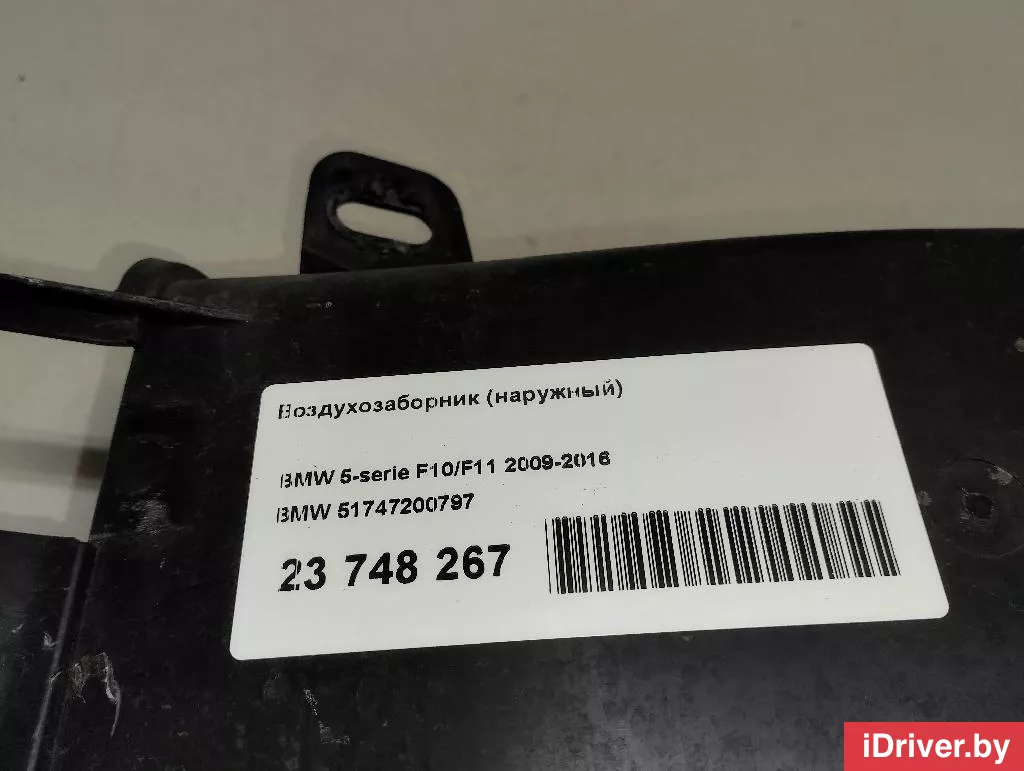 Воздухозаборник (наружный)
BMW 5-serie F10/F11 2009-2016
BMW 51747200797
23 748 267
iDriver.by